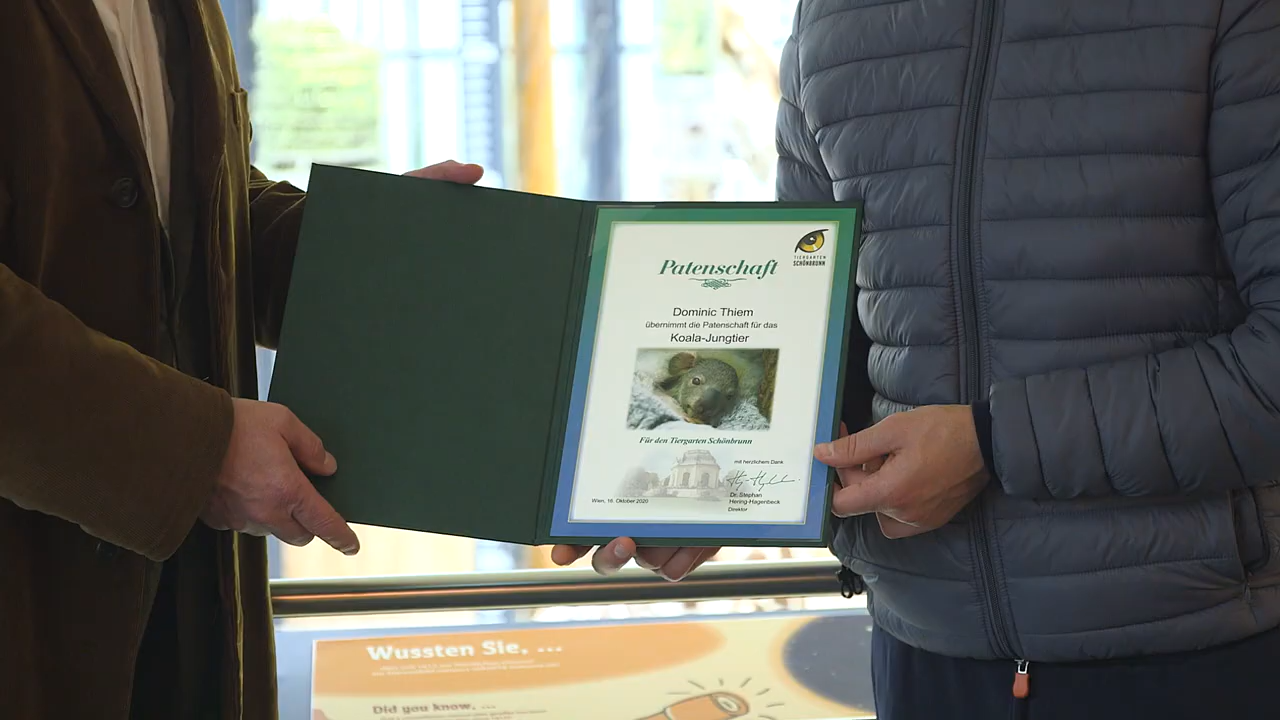 TIERGARTEN
SCHÖNBRUNN
Patenschaft
Dominic Thiem
übernimmt die Patenschaft für das
Koala-Jungtier
Für den Tiergarten Schönbrunn
mit herzlichem Dank
Wien, 16. Oktober 2020
Dr. Stephan
Hering-Hagenbeck
Direktor
Wussten Sie, ...
Did you know, ...